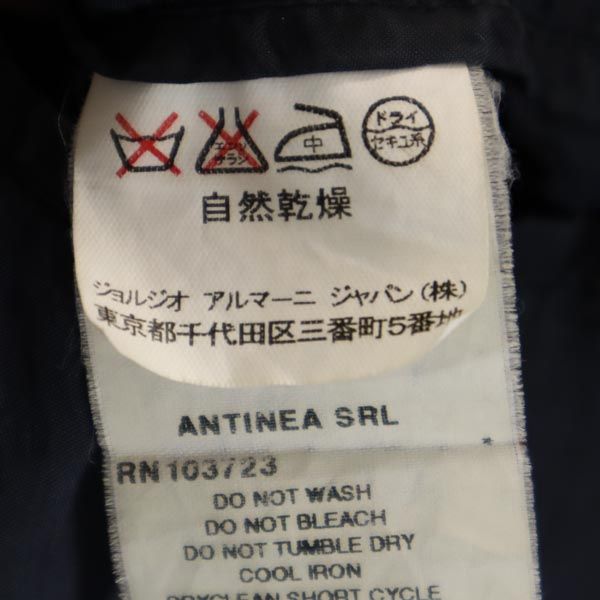 エンソ
サラシ
中
ドライ
セキユ系
自然乾燥
ジョルジオ アルマーニ ジャパン(株)
東京都千代田区三番町5番地
ANTINEA SRL
RN 103723
DO NOT WASH
DO NOT BLEACH
DO NOT TUMBLE DRY
COOL IRON
DRYCLEAN SHORT CYCLE